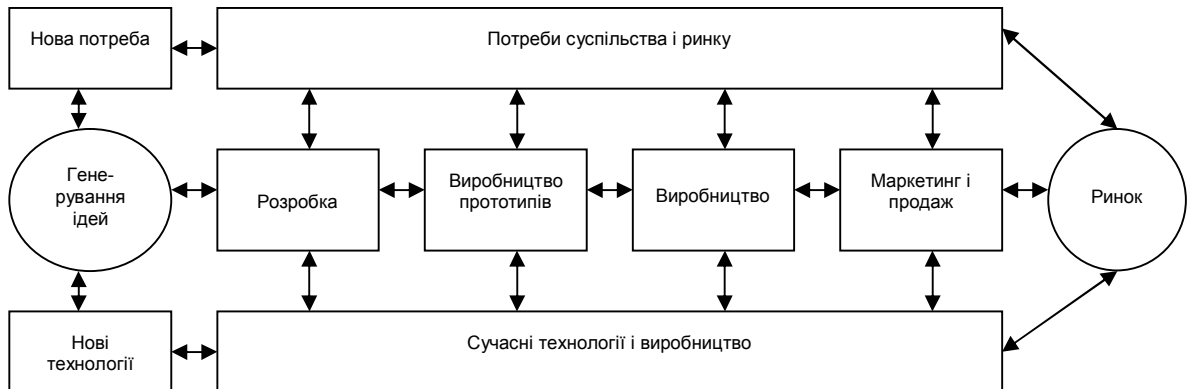 Нова потреба
Потреби суспільства і ринку
Гене-
рування
ідей
Розробка
Виробництво
прототипів
Виробництво
Маркетинг і
продаж
Ринок
Нові
технології
Сучасні технології і виробництво